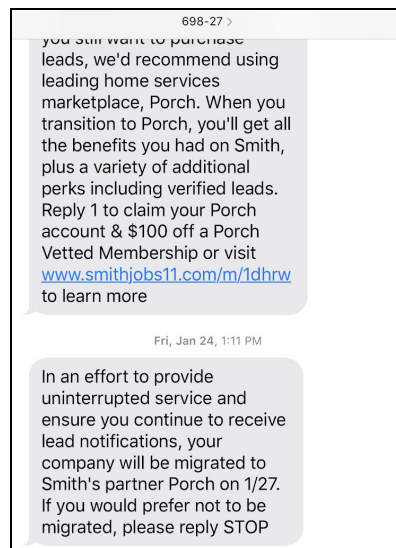 698-27 >
you still want to purchase
leads, we'd recommend using
leading home services
marketplace, Porch. When you
transition to Porch, you'll get all
the benefits you had on Smith,
plus a variety of additional
perks including verified leads.
Reply 1 to claim your Porch
account & $100 off a Porch
Vetted Membership or visit
www.smithjobs11.com/m/1dhrw
to learn more
Fri, Jan 24, 1:11 PM
In an effort to provide
uninterrupted service and
ensure you continue to receive
lead notifications, your
company will be migrated to
Smith's partner Porch on 1/27.
If you would prefer not to be
migrated, please reply STOP